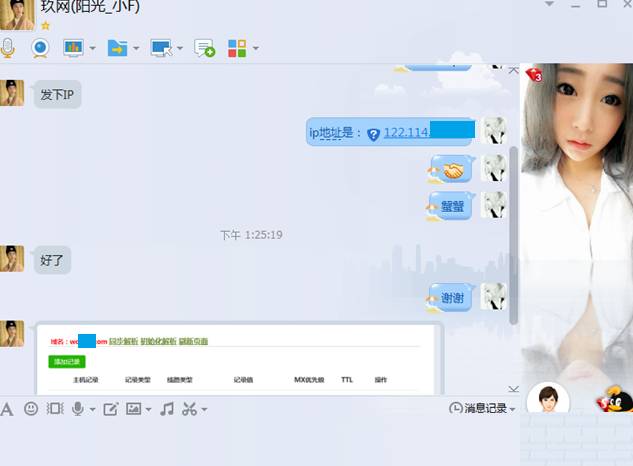 玖网(阳光_小F)
发下IP
ip地址是： 122.114.
蟹蟹
下午 1:25:19
好了
谢谢
3
域名：wo om 同步解析 初始化解析 刷新页面
添加记录
主机记录 记录类型 线路类型 记录值 MX优先级 TTL 操作
消息记录